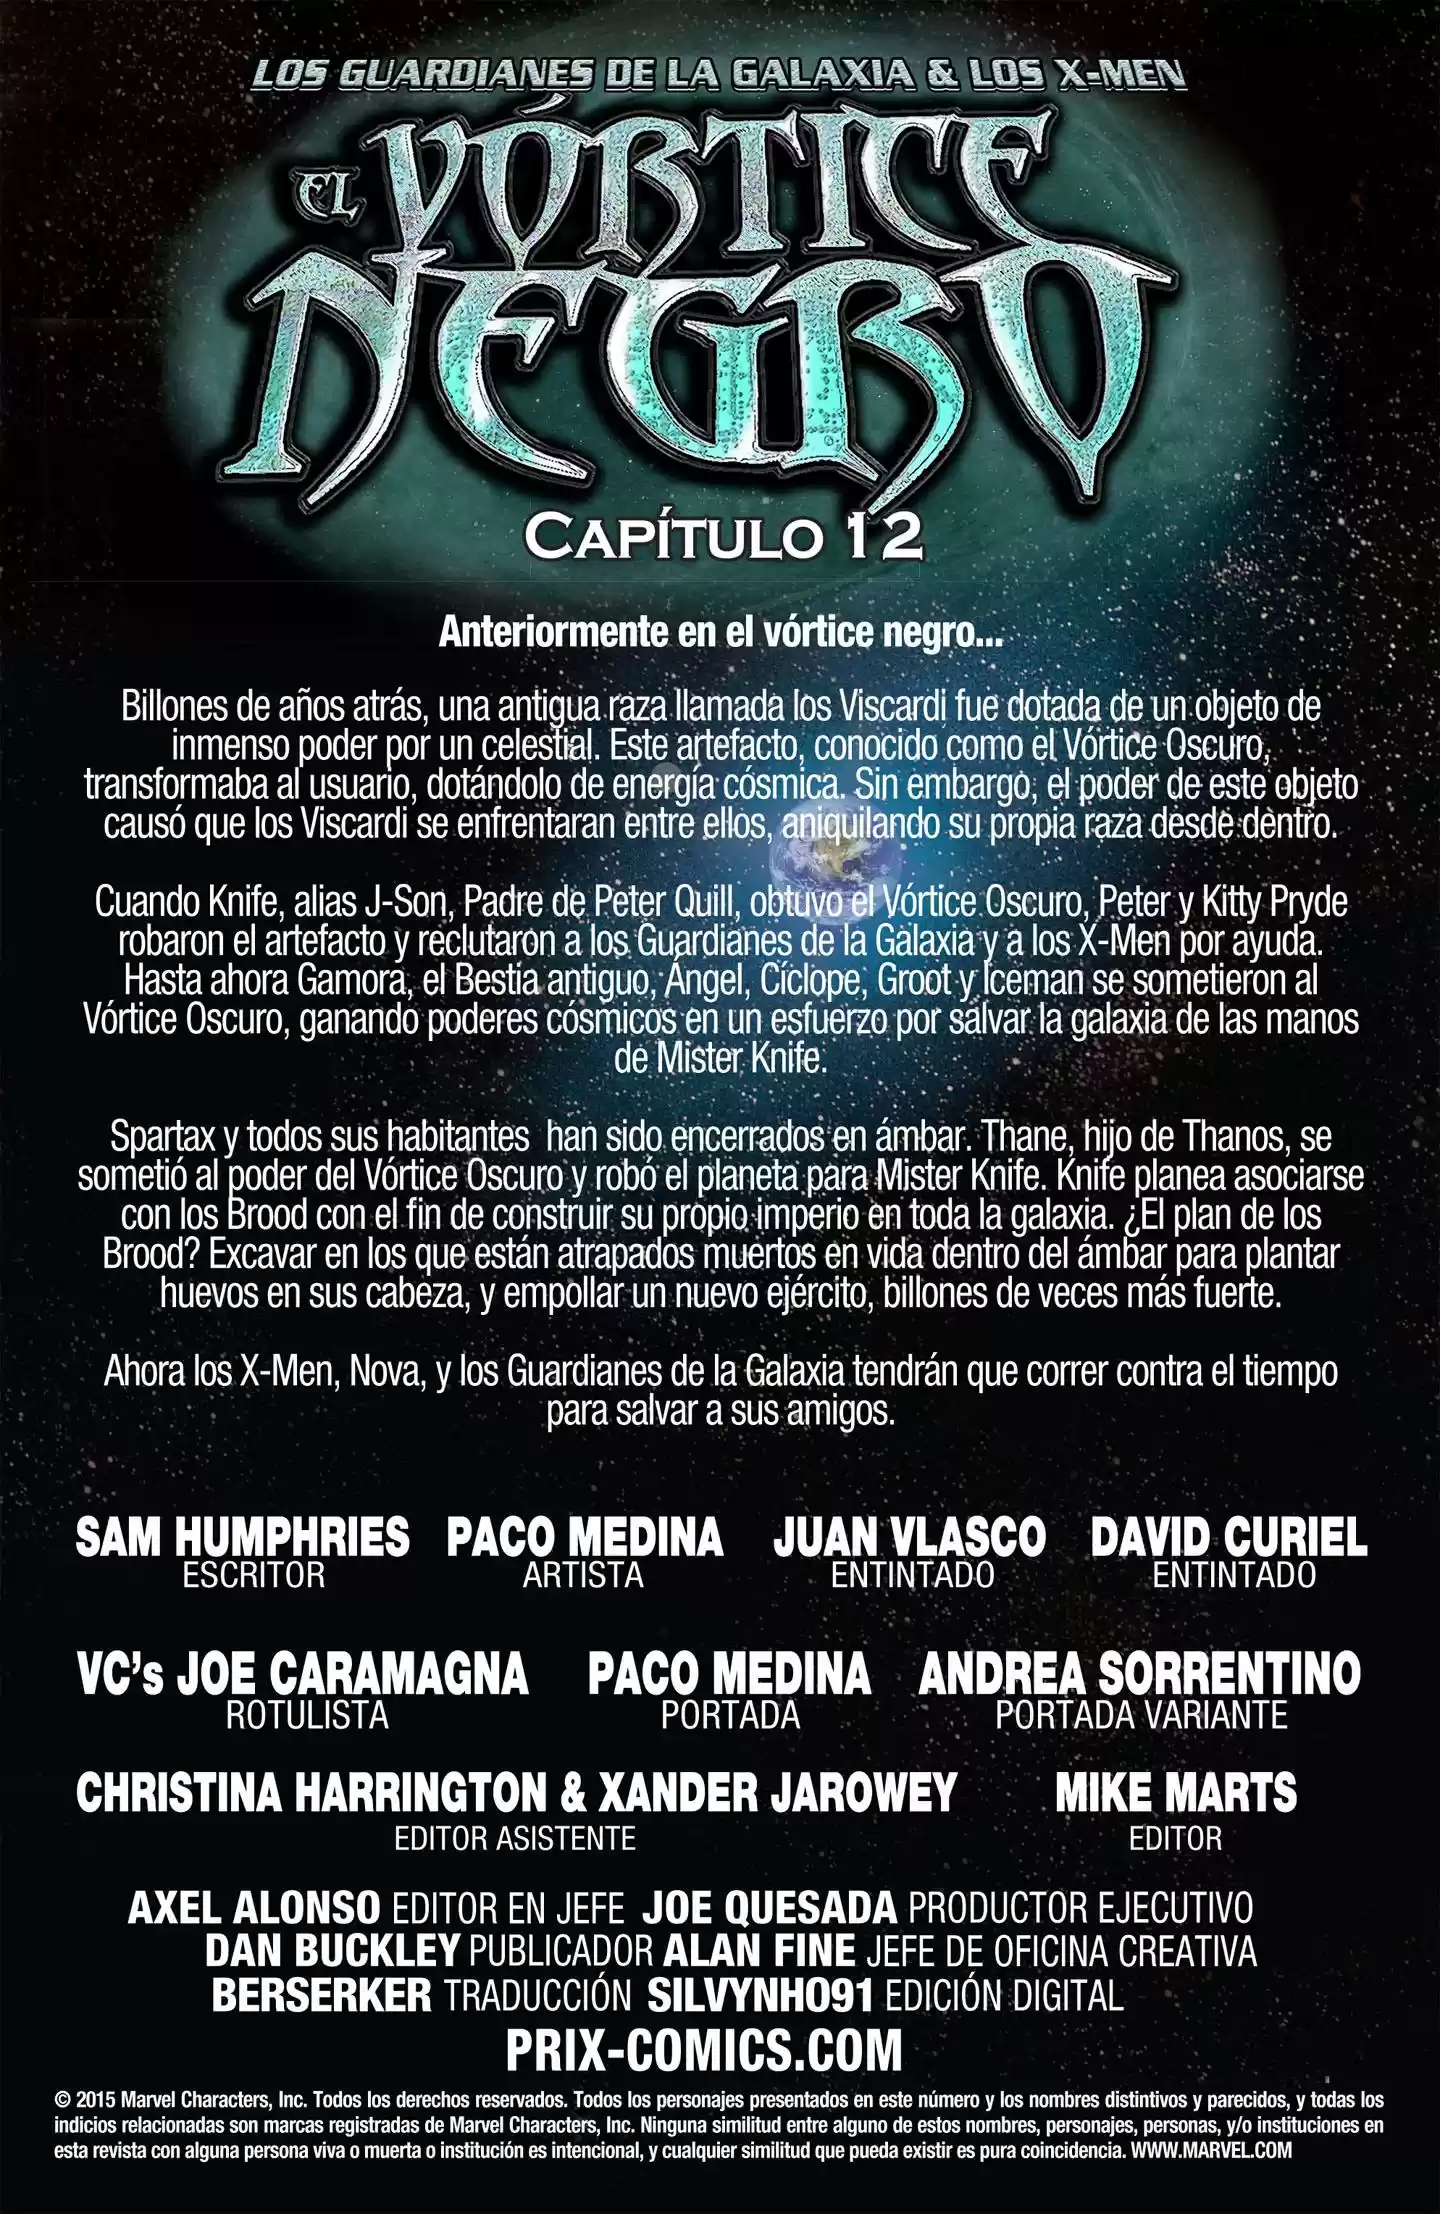 LOS GUARDIANES DE LA GALAXIA & LOS X-MEN
EL VÓRTICE
NEGRO
CAPÍTULO 12
Anteriormente en el vórtice negro...
Billones de años atrás, una antigua raza llamada los Viscardi fue dotada de un objeto de
inmenso poder por un celestial. Este artefacto, conocido como el Vórtice Oscuro,
transformaba al usuario, dotándolo de energía cósmica. Sin embargo, el poder de este objeto
causó que los Viscardi se enfrentaran entre ellos, aniquilando su propia raza desde dentro.
Cuando Knife, alias J-Son, Padre de Peter Quill, obtuvo el Vórtice Oscuro, Peter y Kitty Pryde
robaron el artefacto y reclutaron a los Guardianes de la Galaxia y a los X-Men por ayuda.
Hasta ahora Gamora, el Bestia antiguo, Ángel, Cíclope, Groot y Iceman se sometieron al
Vórtice Oscuro, ganando poderes cósmicos en un esfuerzo por salvar la galaxia de las manos
de Mister Knife.
Spartax y todos sus habitantes han sido encerrados en ámbar. Thane, hijo de Thanos, se
sometió al poder del Vórtice Oscuro y robó el planeta para Mister Knife. Knife planea asociarse
con los Brood con el fin de construir su propio imperio en toda la galaxia. ¿El plan de los
Brood? Excavar en los que están atrapados muertos en vida dentro del ámbar para plantar
huevos en sus cabeza, y empollar un nuevo ejército, billones de veces más fuerte.
Ahora los X-Men, Nova, y los Guardianes de la Galaxia tendrán que correr contra el tiempo
para salvar a sus amigos.
SAM HUMPHRIES PACO MEDINA JUAN VLASCO DAVID CURIEL
ESCRITOR ARTISTA ENTINTADO ENTINTADO
VC's JOE CARAMAGNA PACO MEDINA ANDREA SORRENTINO
ROTULISTA PORTADA PORTADA VARIANTE
CHRISTINA HARRINGTON & XANDER JAROWEY MIKE MARTS
EDITOR ASISTENTE EDITOR
AXEL ALONSO EDITOR EN JEFE JOE QUESADA PRODUCTOR EJECUTIVO
DAN BUCKLEY PUBLICADOR ALAN FINE JEFE DE OFICINA CREATIVA
BERSERKER TRADUCCIÓN SILVYNHO91 EDICIÓN DIGITAL
PRIX-COMICS.COM
© 2015 Marvel Characters, Inc. Todos los derechos reservados. Todos los personajes presentados en este número y los nombres distintivos y parecidos, y todas los
indicios relacionadas son marcas registradas de Marvel Characters, Inc. Ninguna similitud entre alguno de estos nombres, personajes, personas, y/o instituciones en
esta revista con alguna persona viva o muerta o institución es intencional, y cualquier similitud que pueda existir es pura coincidencia. WWW.MARVEL.COM